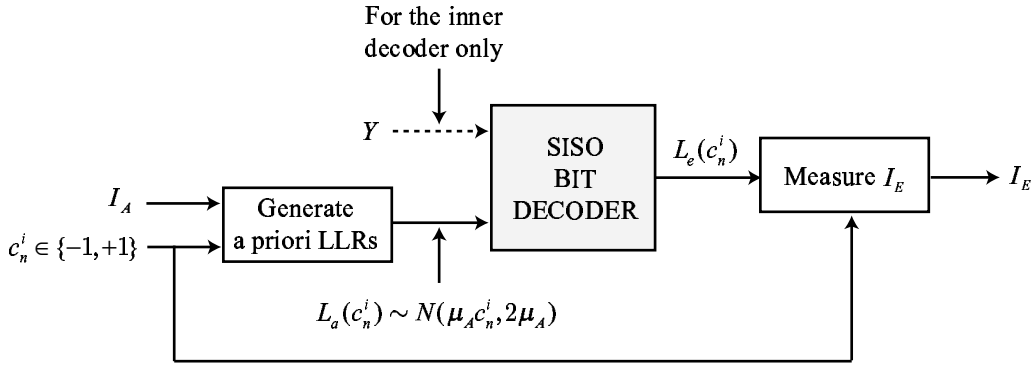 For the inner
decoder only
Y
SISO
BIT
DECODER
L_e(c_n^i)
Measure I_E
I_E
I_A
Generate
a priori LLRs
c_n^i ∈ {−1,+1}
L_a(c_n^i) ∼ N(μ_A c_n^i, 2μ_A)